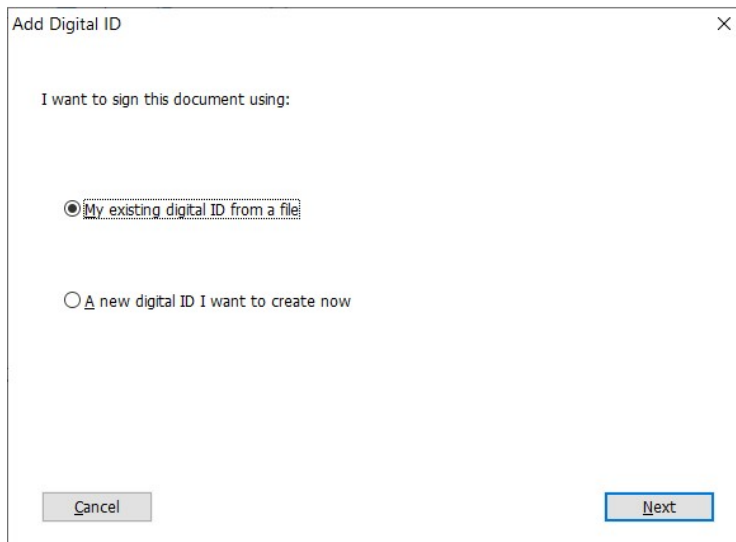 Add Digital ID
I want to sign this document using:
My existing digital ID from a file
A new digital ID I want to create now
Cancel
Next